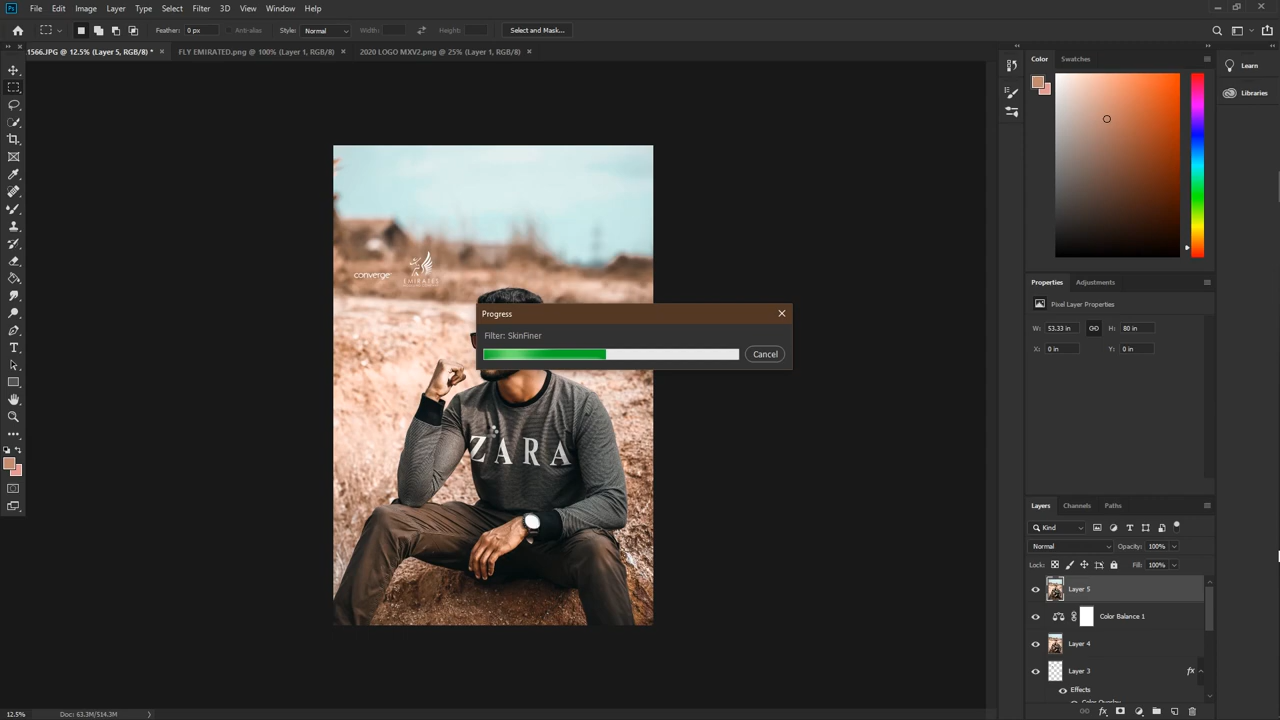 File Edit Image Layer Type Select Filter 3D View Window Help
Feather: 0 px Anti-alias Style: Normal Width: Height: Select and Mask...
1566.JPG @ 12.5% (Layer 5, RGB/8) * × FLY EMIRATED.png @ 100% (Layer 1, RGB/8) × 2020 LOGO MXV2.png @ 25% (Layer 1, RGB/8) ×
Color Swatches
Learn
Libraries
converge
EMIRATES
Progress
Filter: SkinFiner
Cancel
ZARA
Properties Adjustments
Pixel Layer Properties
W: 53.33 in H: 80 in
X: 0 in Y: 0 in
Layers Channels Paths
Kind
Normal Opacity: 100%
Lock: Fill: 100%
Layer 5
Color Balance 1
Layer 4
Layer 3 fx
Effects
Color Overlay
12.5% Doc: 63.3M/514.3M